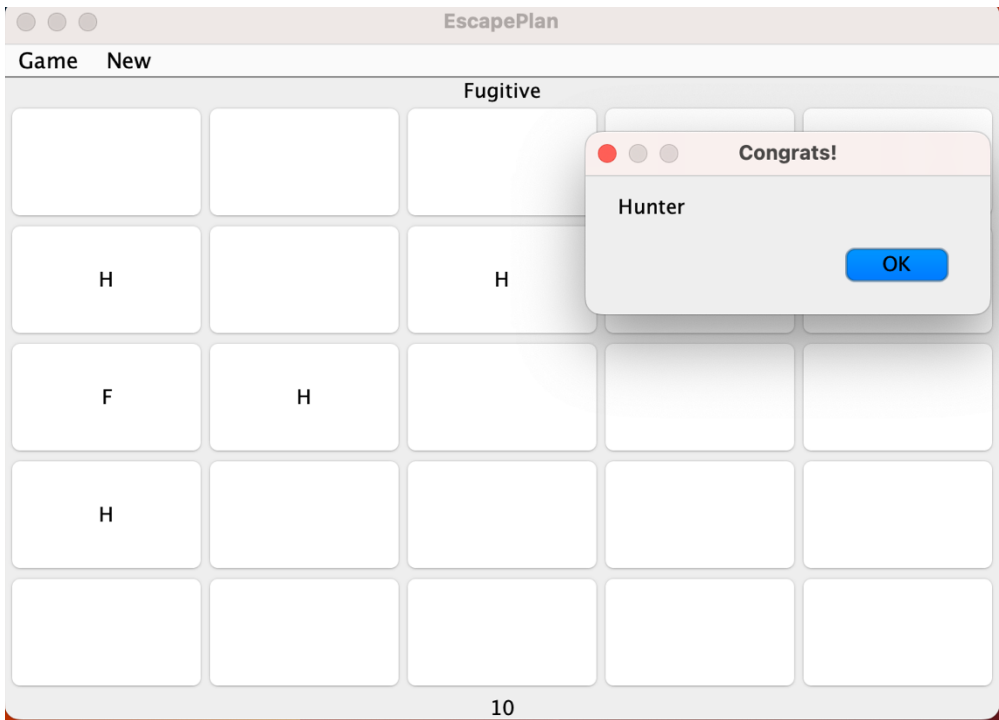 EscapePlan
Game New
Fugitive
Congrats!
Hunter
OK
H H
F H
H
10